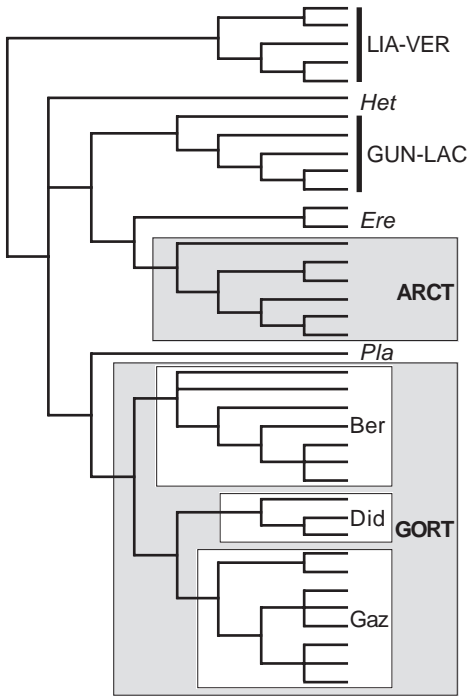 LIA-VER
Het
GUN-LAC
Ere
ARCT
Pla
Ber
Did
GORT
Gaz